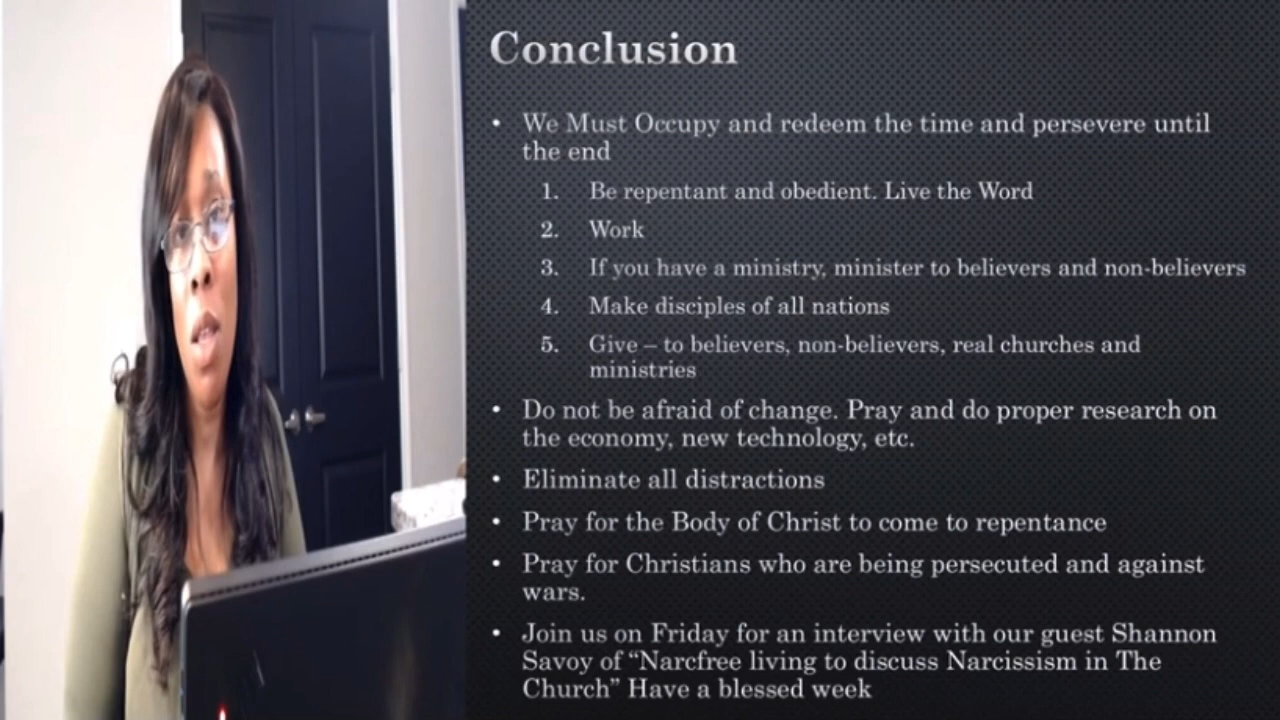 Conclusion
• We Must Occupy and redeem the time and persevere until
the end
1. Be repentant and obedient. Live the Word
2. Work
3. If you have a ministry, minister to believers and non-believers
4. Make disciples of all nations
5. Give – to believers, non-believers, real churches and
ministries
• Do not be afraid of change. Pray and do proper research on
the economy, new technology, etc.
• Eliminate all distractions
• Pray for the Body of Christ to come to repentance
• Pray for Christians who are being persecuted and against
wars.
• Join us on Friday for an interview with our guest Shannon
Savoy of “Narcfree living to discuss Narcissism in The
Church” Have a blessed week